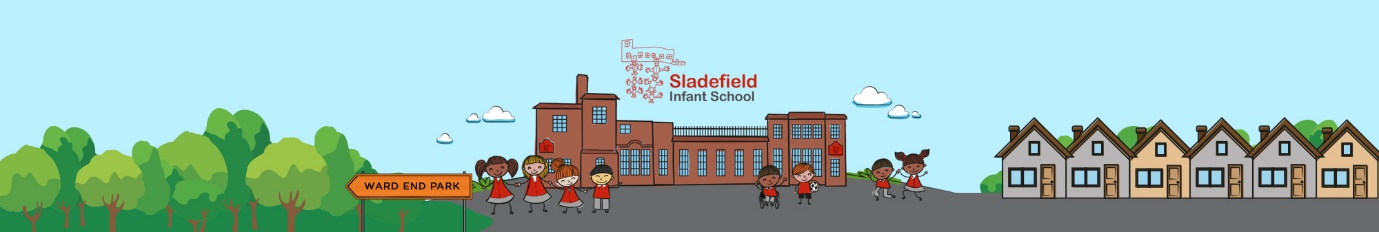 Sladefield
Infant School
WARD END PARK